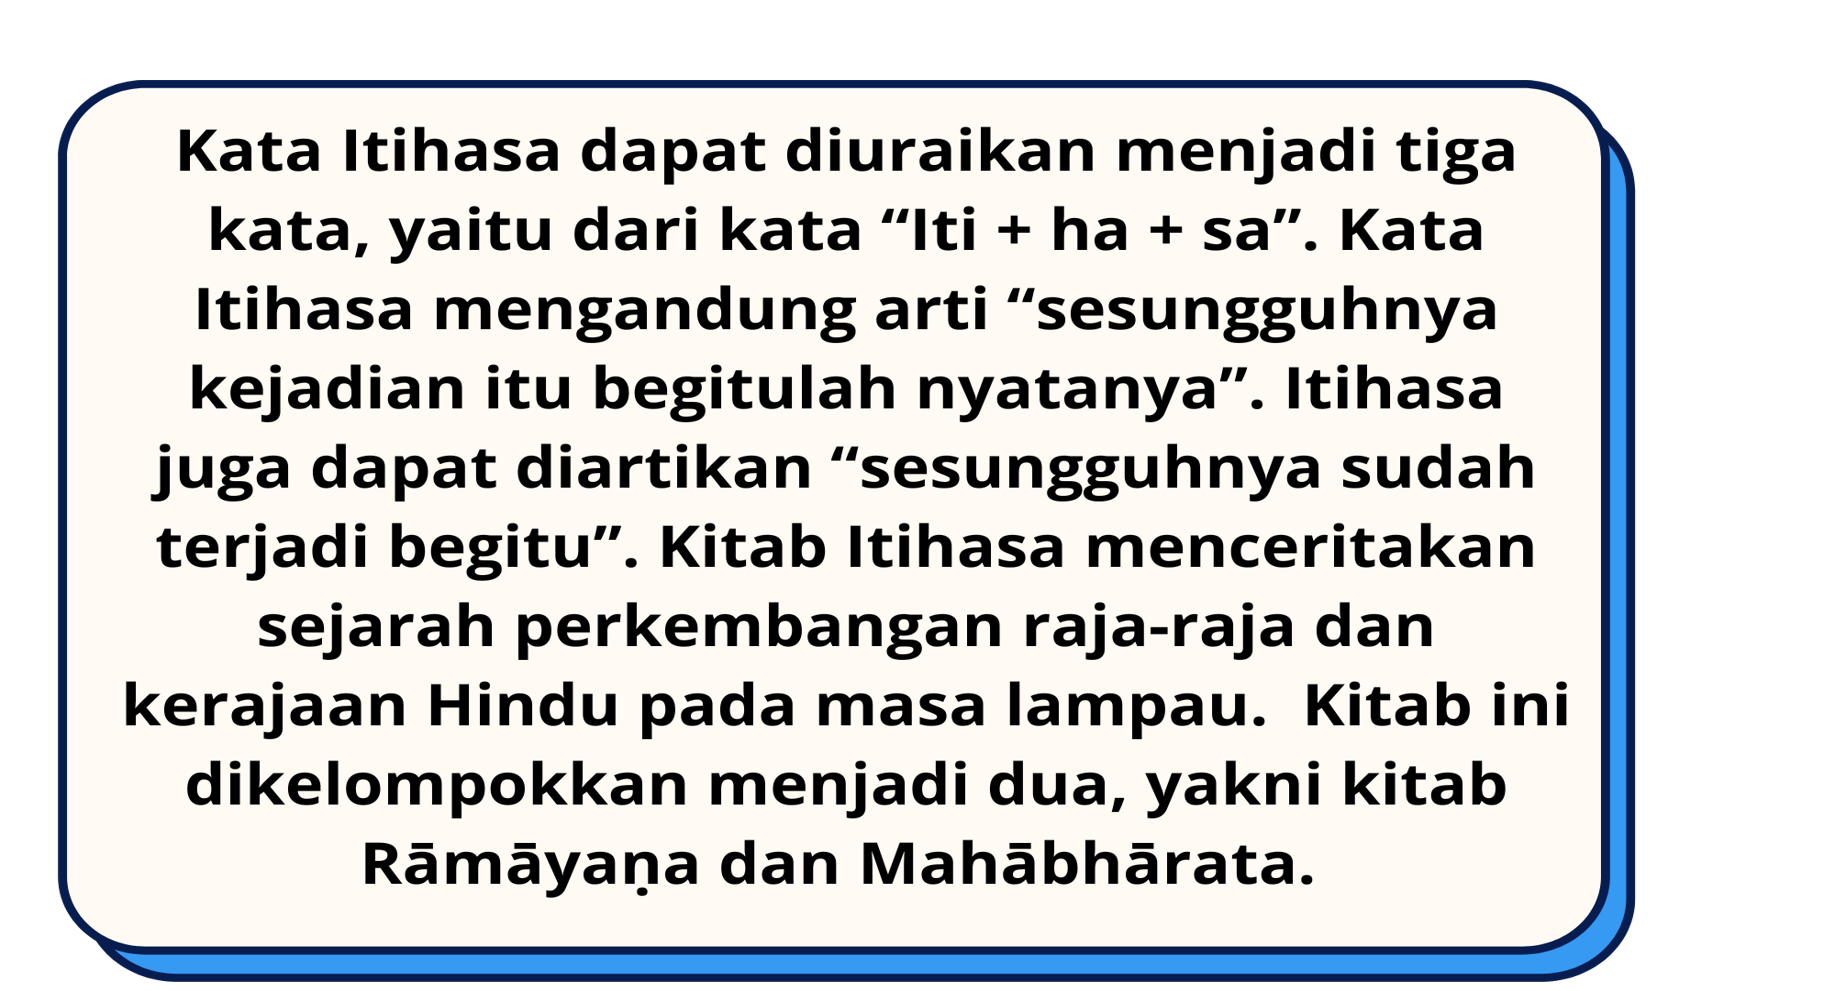 Kata Itihasa dapat diuraikan menjadi tiga
kata, yaitu dari kata “Iti + ha + sa”. Kata
Itihasa mengandung arti “sesungguhnya
kejadian itu begitulah nyatanya”. Itihasa
juga dapat diartikan “sesungguhnya sudah
terjadi begitu”. Kitab Itihasa menceritakan
sejarah perkembangan raja-raja dan
kerajaan Hindu pada masa lampau.  Kitab ini
dikelompokkan menjadi dua, yakni kitab
Rāmāyaṇa dan Mahābhārata.